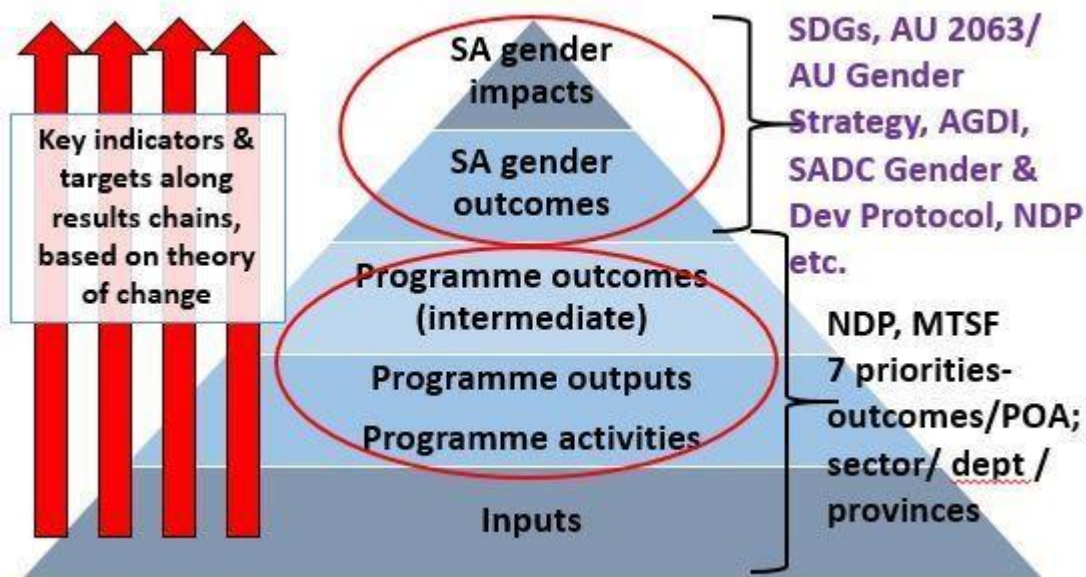 Key indicators &
targets along
results chains,
based on theory
of change
SA gender
impacts
SA gender
outcomes
Programme outcomes
(intermediate)
Programme outputs
Programme activities
Inputs
SDGs, AU 2063/
AU Gender
Strategy, AGDI,
SADC Gender &
Dev Protocol, NDP
etc.
NDP, MTSF
7 priorities-
outcomes/POA;
sector/ dept /
provinces